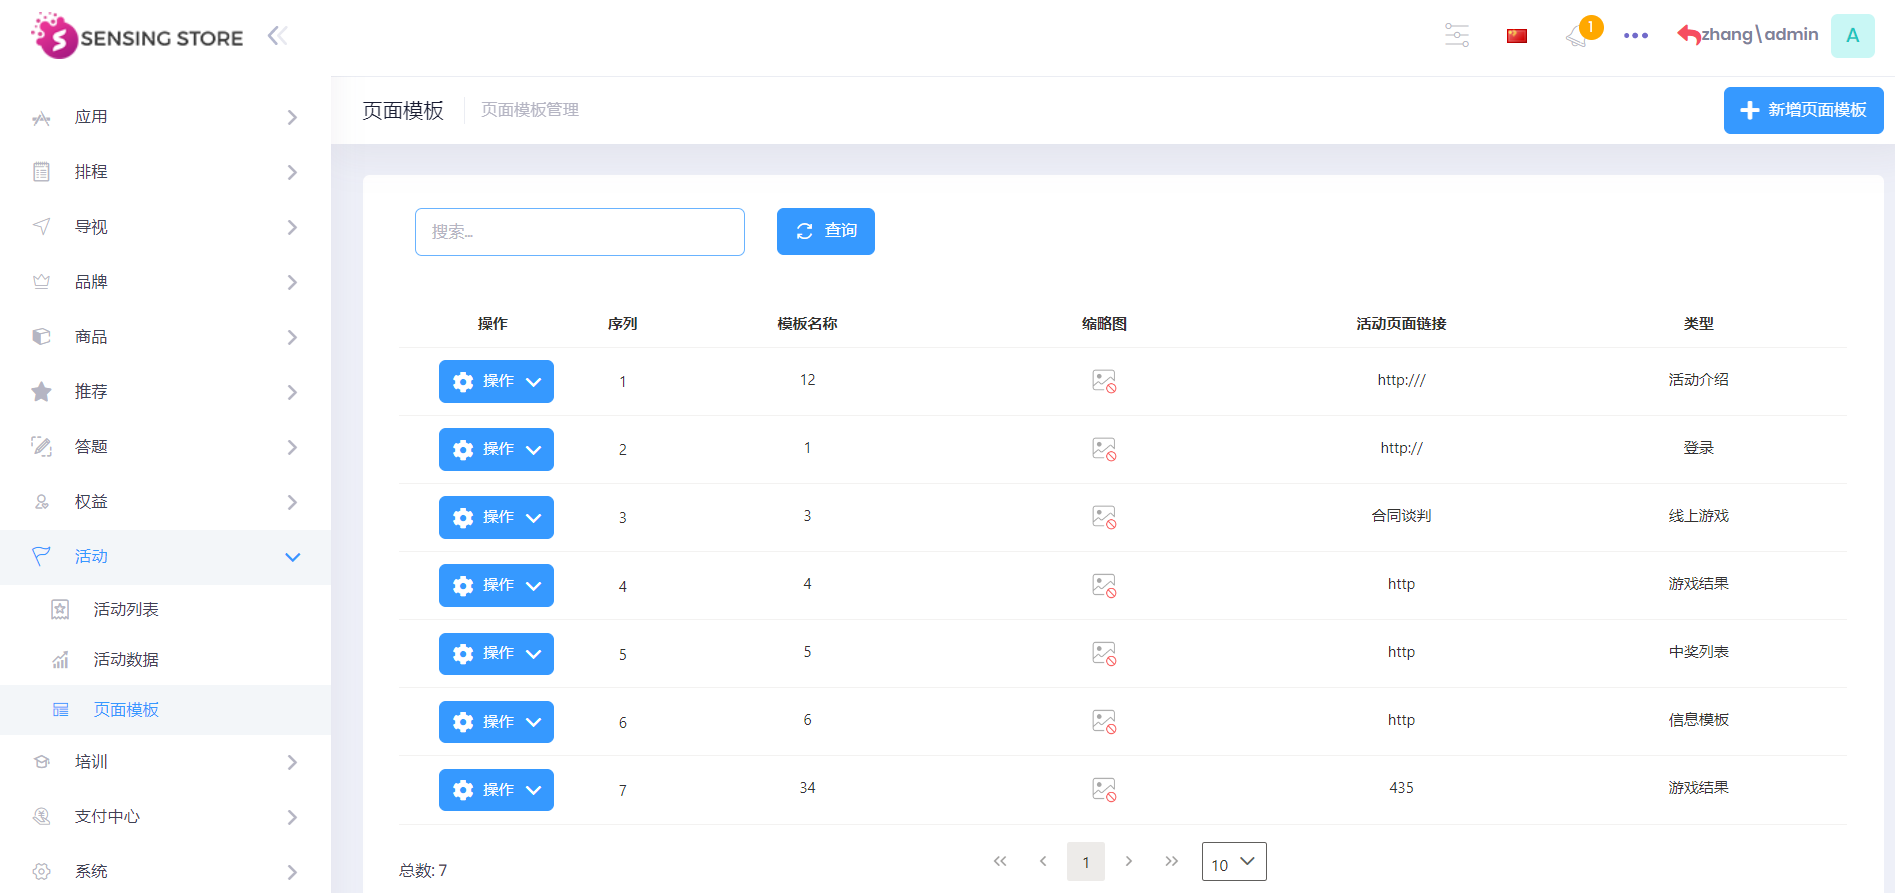 SENSING STORE
1
zhang\admin
A
应用
排程
导视
品牌
商品
推荐
答题
权益
活动
活动列表
活动数据
页面模板
培训
支付中心
系统
页面模板 页面模板管理
新增页面模板
搜索...
查询
操作 序列 模板名称 缩略图 活动页面链接 类型
操作 1 12 http:/// 活动介绍
操作 2 1 http:// 登录
操作 3 3 合同谈判 线上游戏
操作 4 4 http 游戏结果
操作 5 5 http 中奖列表
操作 6 6 http 信息模板
操作 7 34 435 游戏结果
总数: 7
1
10